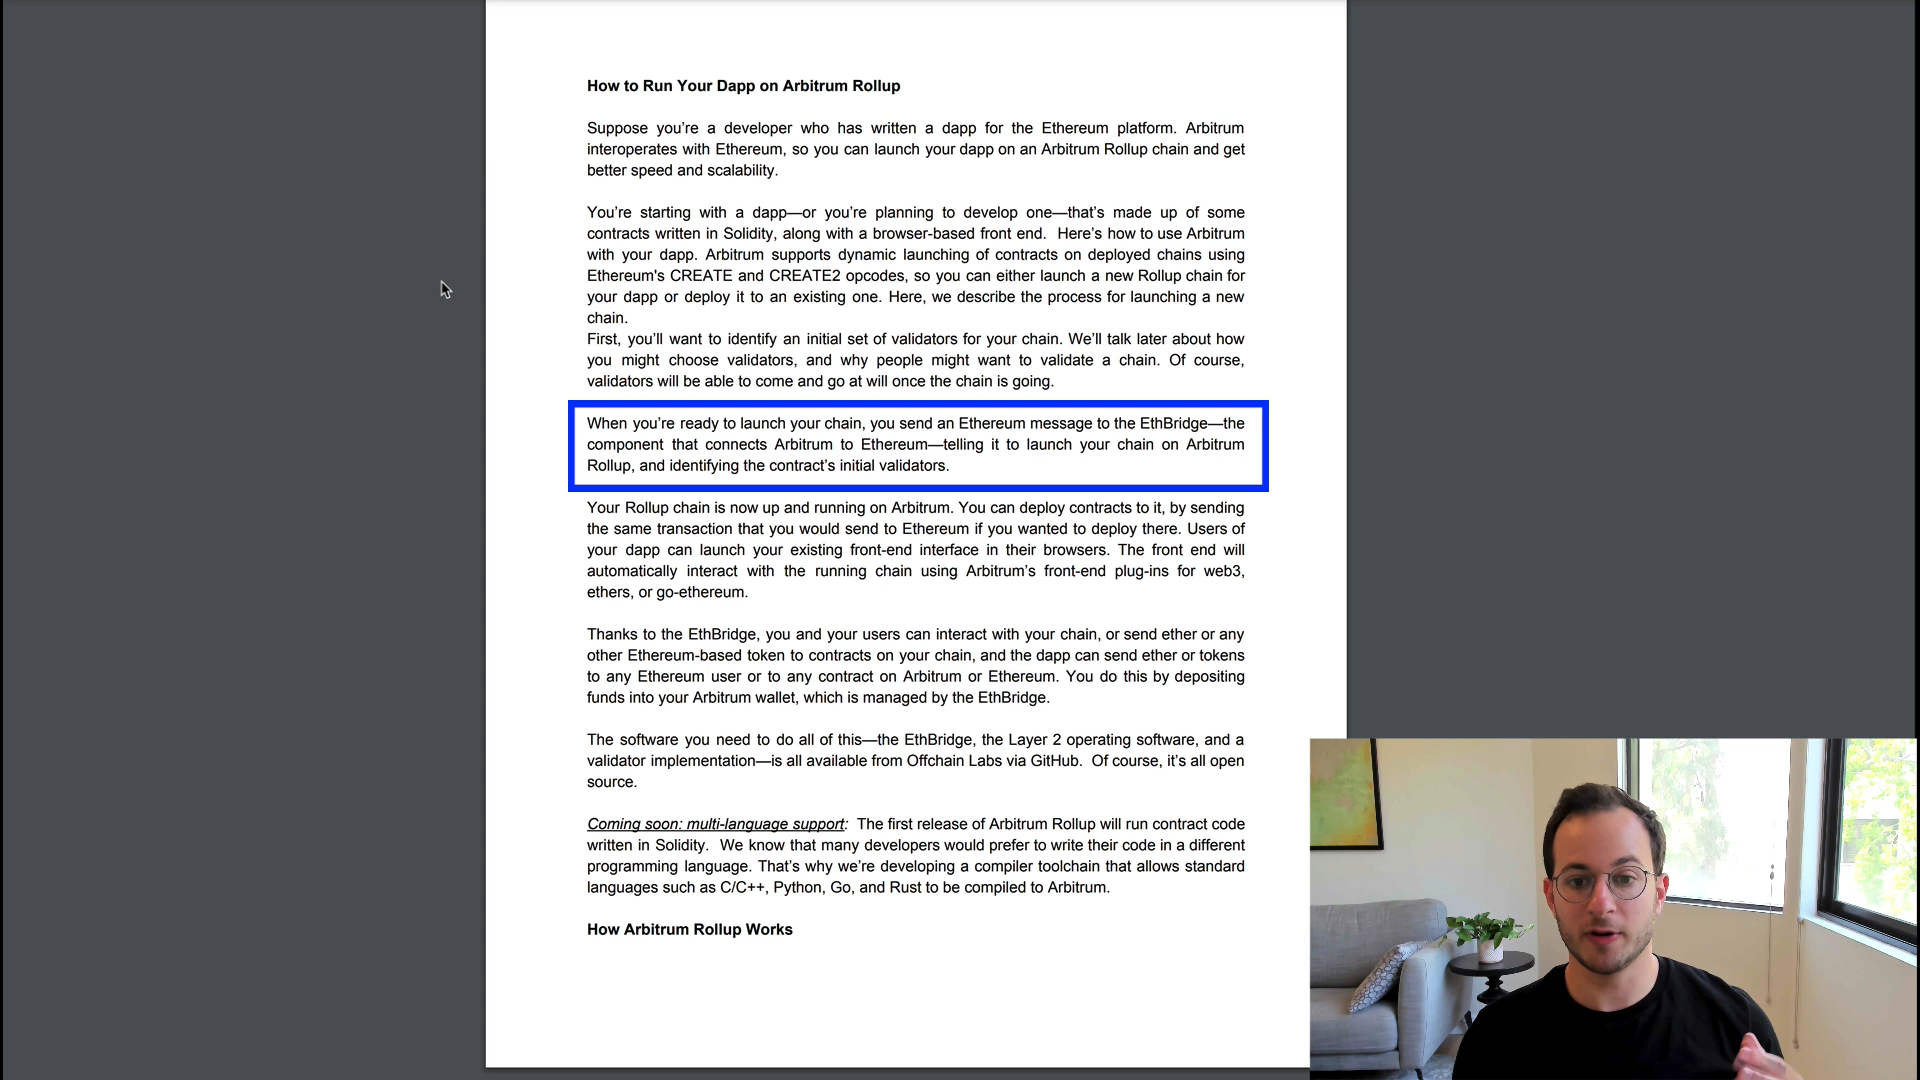 How to Run Your Dapp on Arbitrum Rollup
Suppose you’re a developer who has written a dapp for the Ethereum platform. Arbitrum
interoperates with Ethereum, so you can launch your dapp on an Arbitrum Rollup chain and get
better speed and scalability.
You’re starting with a dapp—or you’re planning to develop one—that’s made up of some
contracts written in Solidity, along with a browser-based front end.  Here’s how to use Arbitrum
with your dapp. Arbitrum supports dynamic launching of contracts on deployed chains using
Ethereum's CREATE and CREATE2 opcodes, so you can either launch a new Rollup chain for
your dapp or deploy it to an existing one. Here, we describe the process for launching a new
chain.
First, you’ll want to identify an initial set of validators for your chain. We’ll talk later about how
you might choose validators, and why people might want to validate a chain. Of course,
validators will be able to come and go at will once the chain is going.
When you’re ready to launch your chain, you send an Ethereum message to the EthBridge—the
component that connects Arbitrum to Ethereum—telling it to launch your chain on Arbitrum
Rollup, and identifying the contract’s initial validators.
Your Rollup chain is now up and running on Arbitrum. You can deploy contracts to it, by sending
the same transaction that you would send to Ethereum if you wanted to deploy there. Users of
your dapp can launch your existing front-end interface in their browsers. The front end will
automatically interact with the running chain using Arbitrum’s front-end plug-ins for web3,
ethers, or go-ethereum.
Thanks to the EthBridge, you and your users can interact with your chain, or send ether or any
other Ethereum-based token to contracts on your chain, and the dapp can send ether or tokens
to any Ethereum user or to any contract on Arbitrum or Ethereum. You do this by depositing
funds into your Arbitrum wallet, which is managed by the EthBridge.
The software you need to do all of this—the EthBridge, the Layer 2 operating software, and a
validator implementation—is all available from Offchain Labs via GitHub.  Of course, it’s all open
source.
Coming soon: multi-language support:  The first release of Arbitrum Rollup will run contract code
written in Solidity.  We know that many developers would prefer to write their code in a different
programming language. That’s why we’re developing a compiler toolchain that allows standard
languages such as C/C++, Python, Go, and Rust to be compiled to Arbitrum.
How Arbitrum Rollup Works